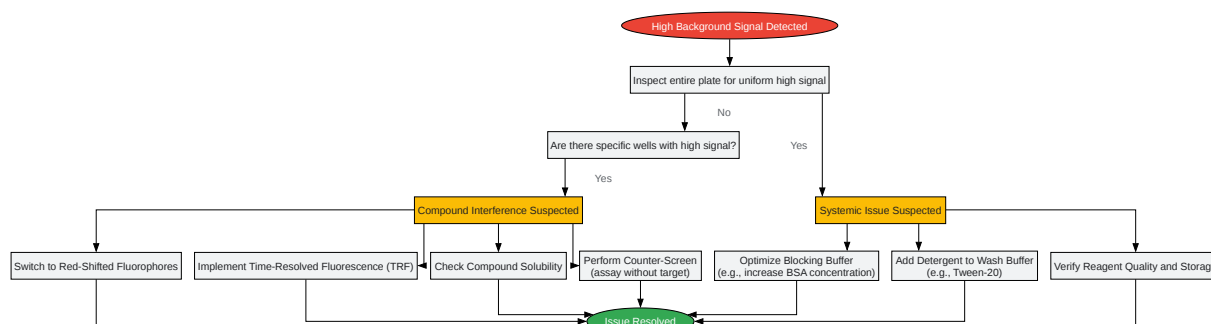 High Background Signal Detected
Inspect entire plate for uniform high signal
No
Are there specific wells with high signal?
Yes
Yes
Compound Interference Suspected
Systemic Issue Suspected
Switch to Red-Shifted Fluorophores
Implement Time-Resolved Fluorescence (TRF)
Check Compound Solubility
Perform Counter-Screen
(assay without target)
Optimize Blocking Buffer
(e.g., increase BSA concentration)
Add Detergent to Wash Buffer
(e.g., Tween-20)
Verify Reagent Quality and Storag
Issue Resolved